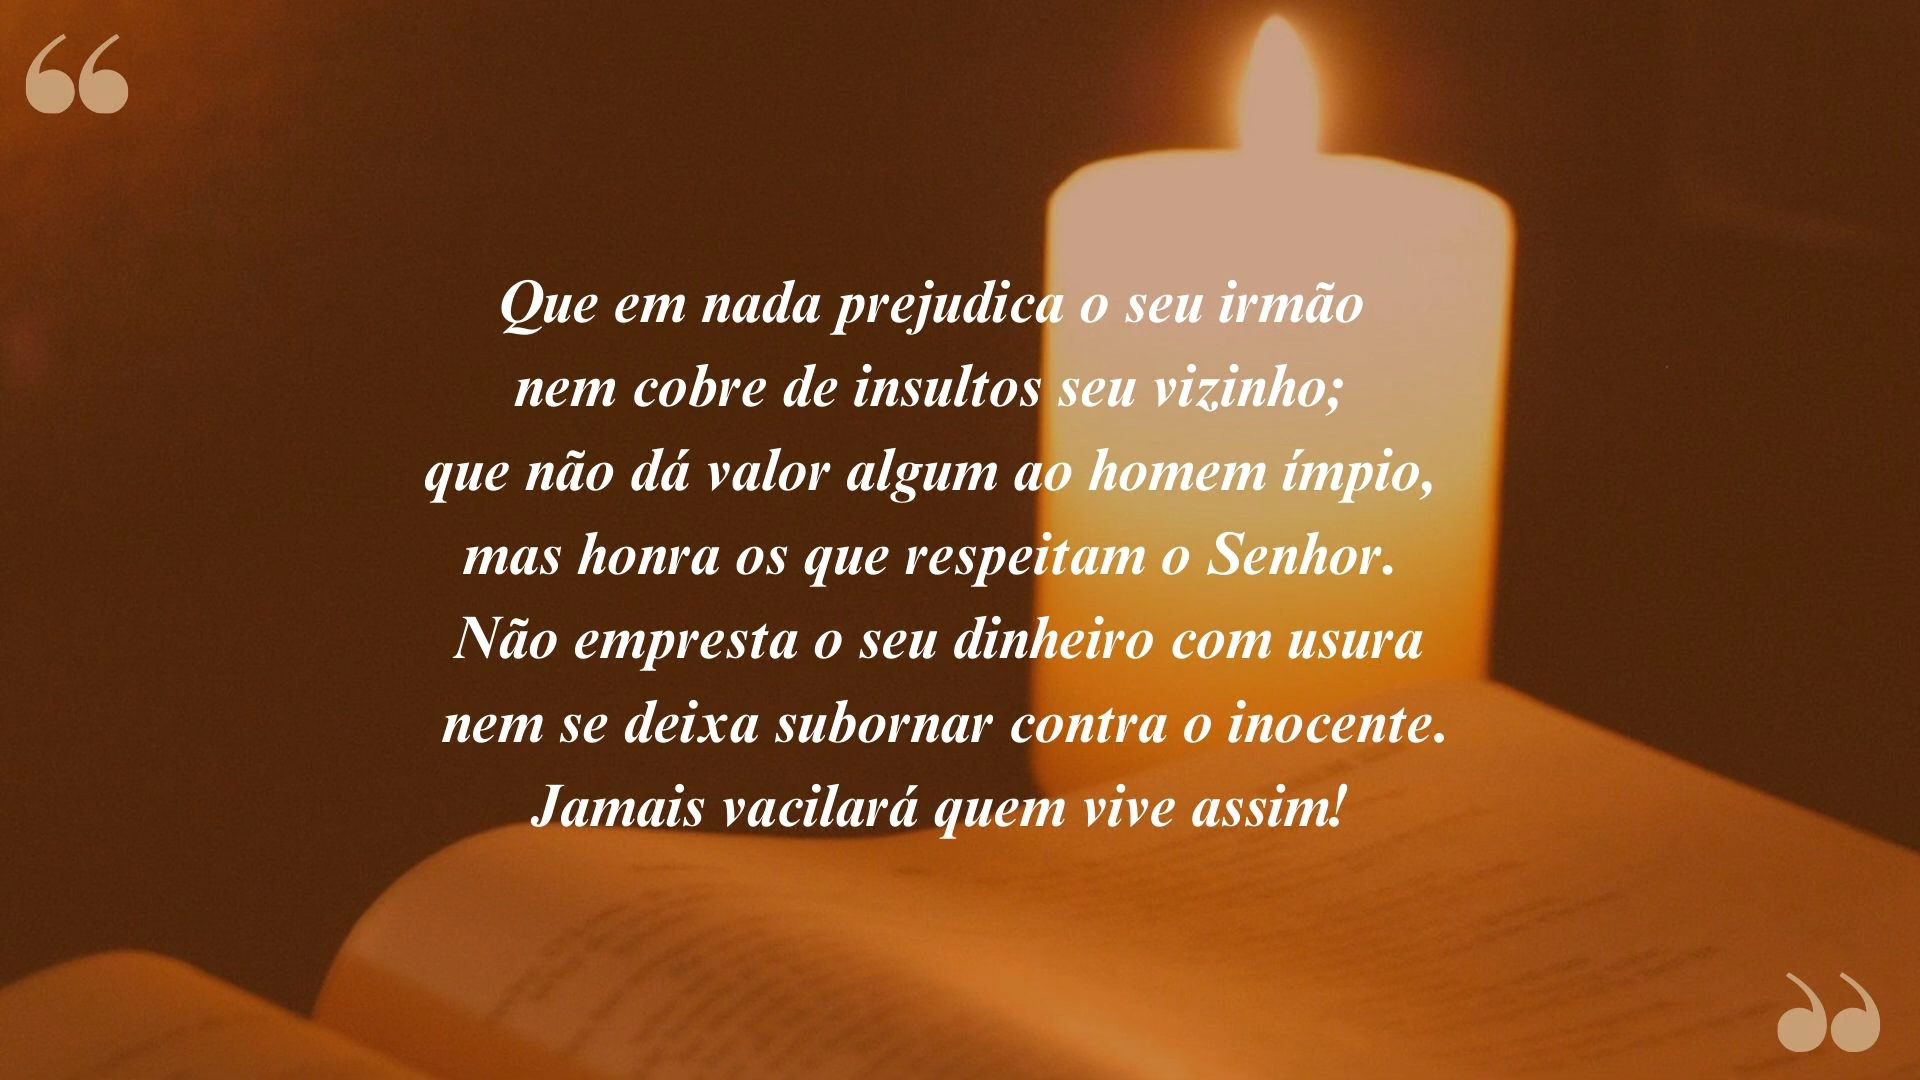 “
Que em nada prejudica o seu irmão
nem cobre de insultos seu vizinho;
que não dá valor algum ao homem ímpio,
mas honra os que respeitam o Senhor.
Não empresta o seu dinheiro com usura
nem se deixa subornar contra o inocente.
Jamais vacilará quem vive assim!
”